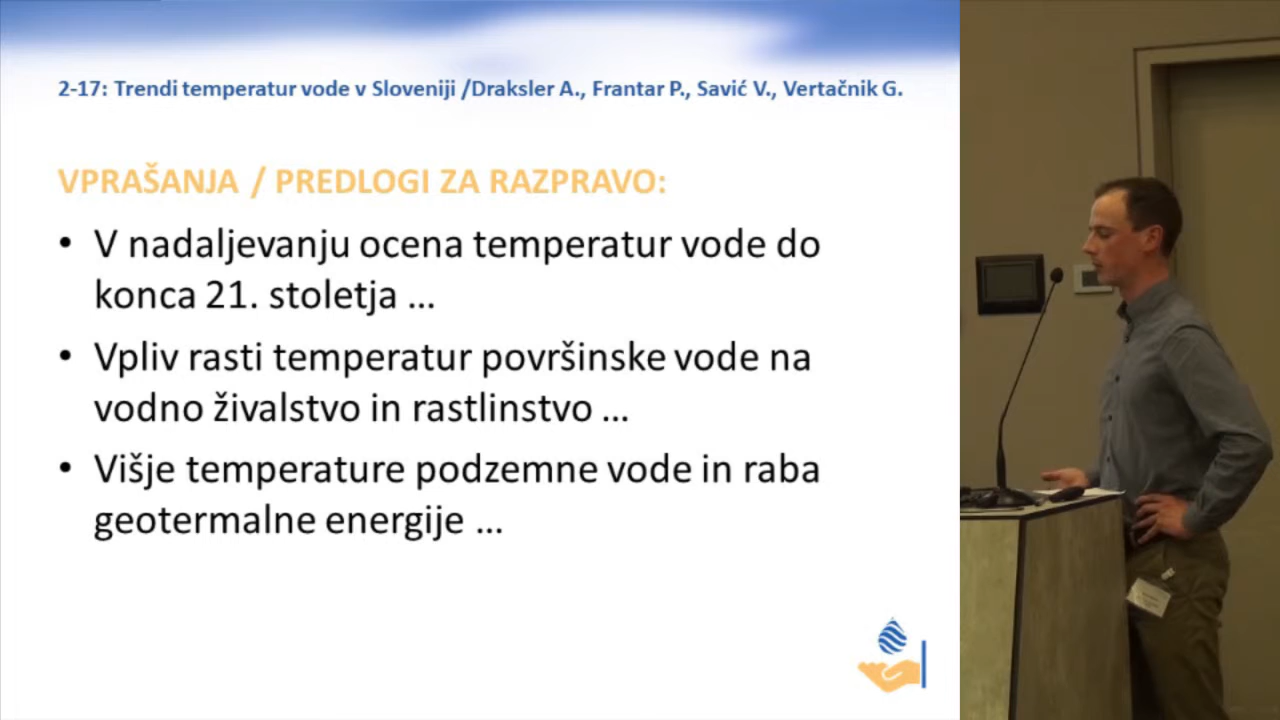 2-17: Trendi temperatur vode v Sloveniji /Draksler A., Frantar P., Savić V., Vertačnik G.
VPRAŠANJA / PREDLOGI ZA RAZPRAVO:
• V nadaljevanju ocena temperatur vode do
konca 21. stoletja ...
• Vpliv rasti temperatur površinske vode na
vodno živalstvo in rastlinstvo ...
• Višje temperature podzemne vode in raba
geotermalne energije ...